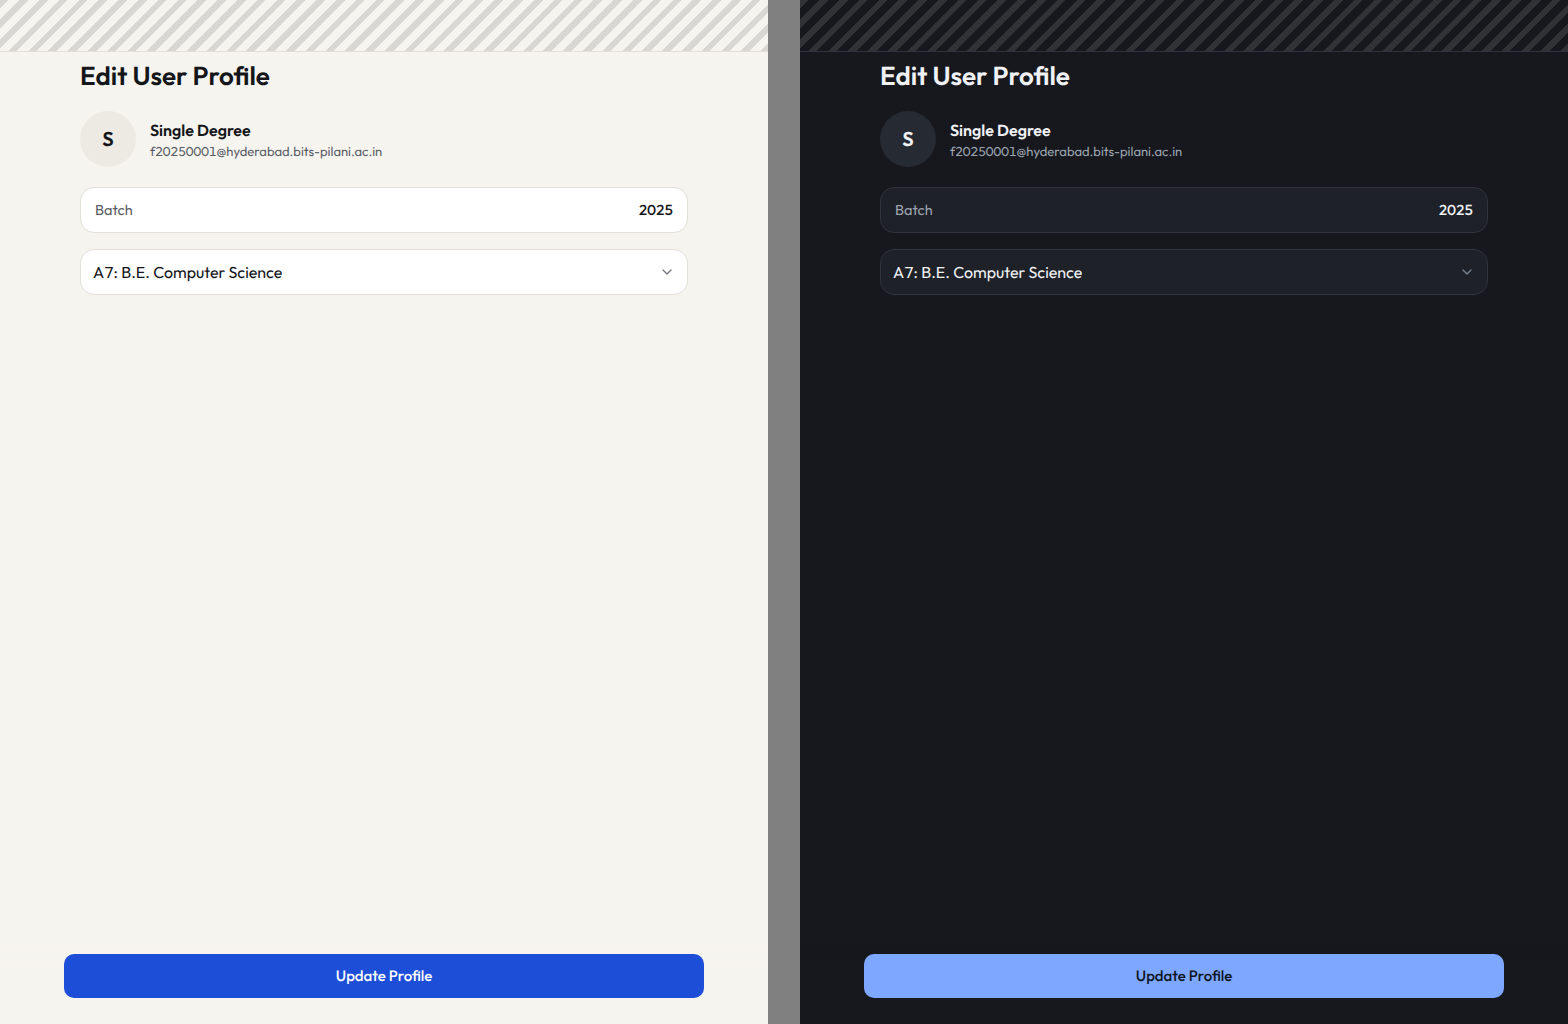 Edit User Profile
S
Single Degree
f20250001@hyderabad.bits-pilani.ac.in
Batch 2025
A7: B.E. Computer Science
Update Profile
Edit User Profile
S
Single Degree
f20250001@hyderabad.bits-pilani.ac.in
Batch 2025
A7: B.E. Computer Science
Update Profile